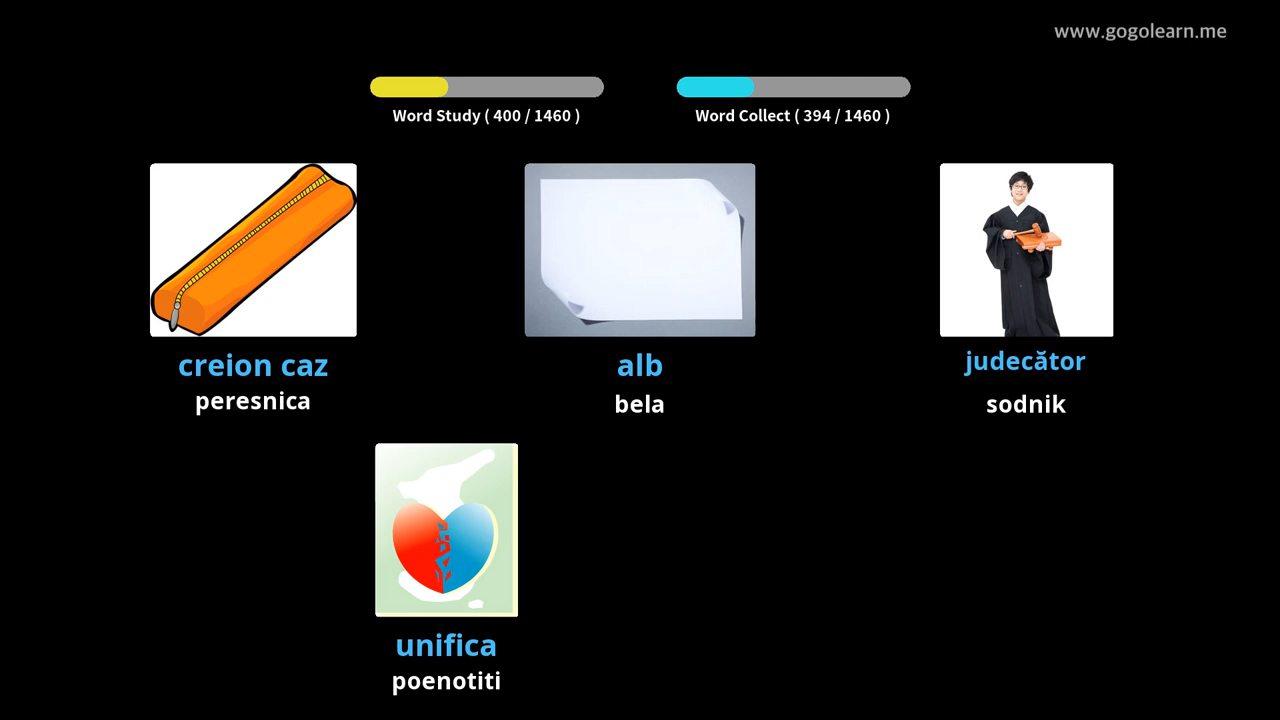 www.gogolearn.me
Word Study ( 400 / 1460 )
Word Collect ( 394 / 1460 )
creion caz
peresnica
alb
bela
judecător
sodnik
unifica
poenotiti